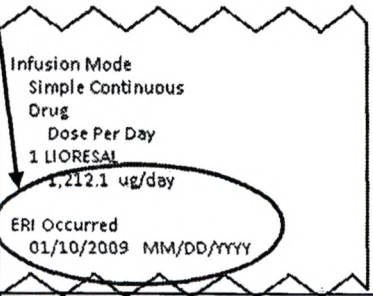 Infusion Mode
Simple Continuous
Drug
Dose Per Day
1 LIORESAL
1,212.1 ug/day
ERI Occurred
01/10/2009 MM/DD/YYYY